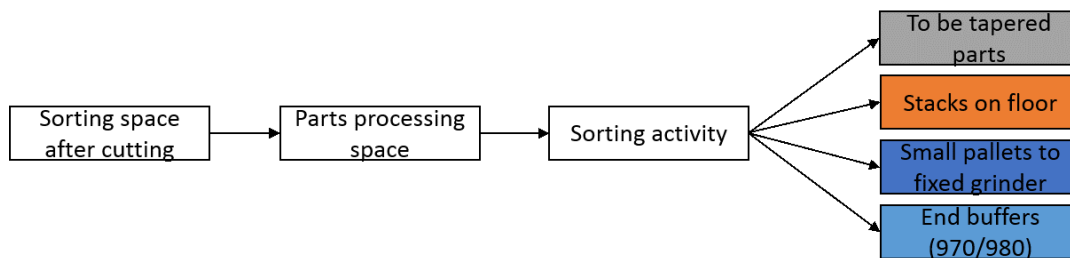 Sorting space
after cutting
Parts processing
space
Sorting activity
To be tapered
parts
Stacks on floor
Small pallets to
fixed grinder
End buffers
(970/980)